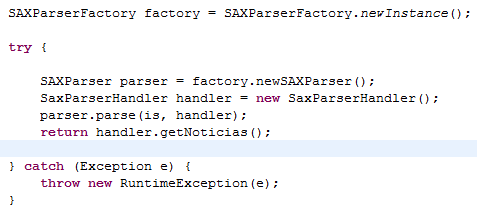 SAXParserFactory factory = SAXParserFactory.newInstance();
try {
SAXParser parser = factory.newSAXParser();
SaxParserHandler handler = new SaxParserHandler();
parser.parse(is, handler);
return handler.getNoticias();
} catch (Exception e) {
throw new RuntimeException(e);
}